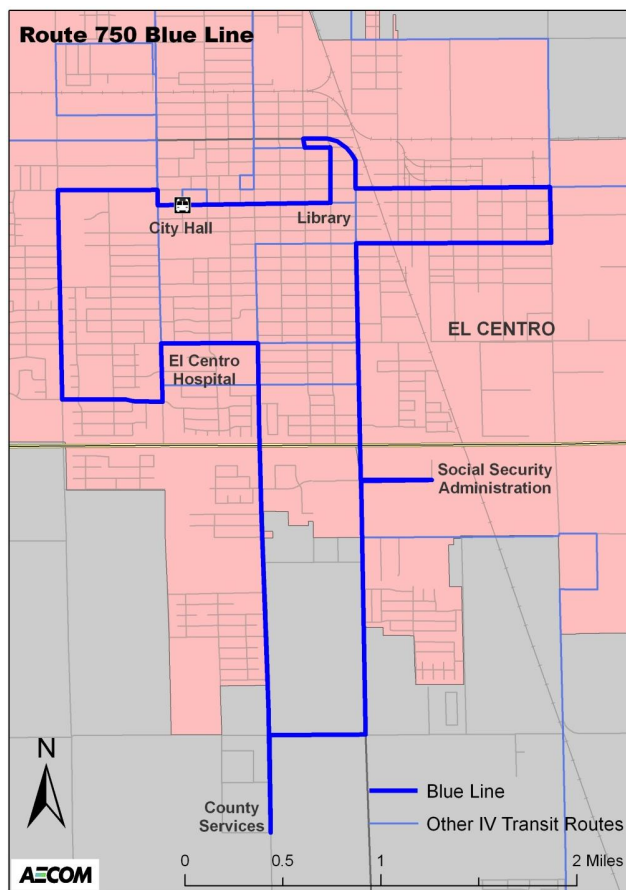 Route 750 Blue Line
City Hall
Library
EL CENTRO
El Centro
Hospital
Social Security
Administration
N
County
Services
Blue Line
Other IV Transit Routes
AECOM
0 0.5 1 2 Miles